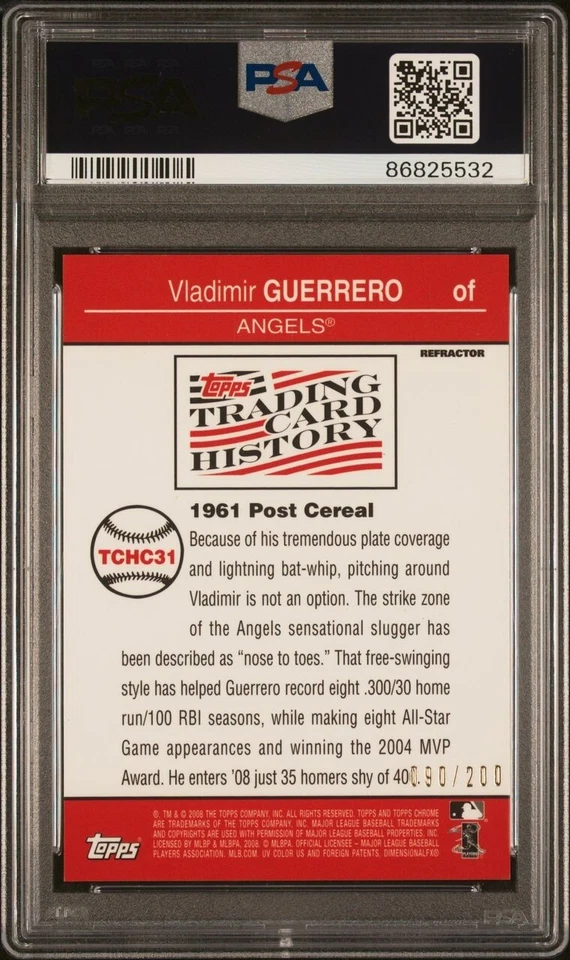 PSA
86825532
Vladimir GUERRERO of
ANGELS®
REFRACTOR
Topps
TRADING
CARD
HISTORY
1961 Post Cereal
TCHC31
Because of his tremendous plate coverage
and lightning bat-whip, pitching around
Vladimir is not an option. The strike zone
of the Angels sensational slugger has
been described as “nose to toes.” That free-swinging
style has helped Guerrero record eight .300/30 home
run/100 RBI seasons, while making eight All-Star
Game appearances and winning the 2004 MVP
Award. He enters ’08 just 35 homers shy of 40
090/200
®, TM & © 2008 THE TOPPS COMPANY, INC. ALL RIGHTS RESERVED. TOPPS AND TOPPS CHROME
ARE TRADEMARKS OF THE TOPPS COMPANY, INC. MAJOR LEAGUE BASEBALL TRADEMARKS
AND COPYRIGHTS ARE USED WITH PERMISSION OF MAJOR LEAGUE BASEBALL PROPERTIES, INC.
LICENSED BY MLBP & MLBPA, 2008. © MLBPA. OFFICIAL LICENSEE – MAJOR LEAGUE BASEBALL
PLAYERS ASSOCIATION. MLB.COM. UV COLOR US AND FOREIGN PATENTS, DIMENSIONALFX®
Topps
PSA